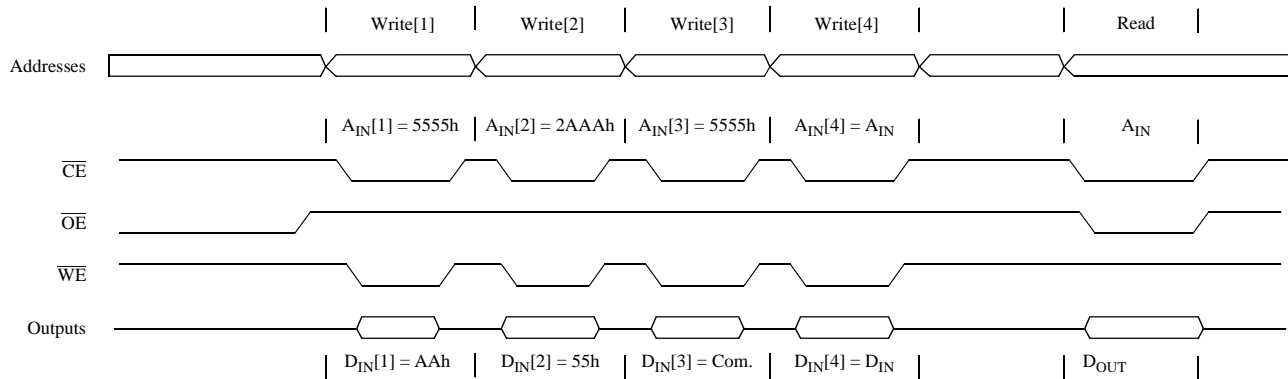 Write[1] Write[2] Write[3] Write[4] Read
Addresses
A_IN[1] = 5555h A_IN[2] = 2AAAh A_IN[3] = 5555h A_IN[4] = A_IN A_IN
CE
OE
WE
Outputs
D_IN[1] = AAh D_IN[2] = 55h D_IN[3] = Com. D_IN[4] = D_IN D_OUT